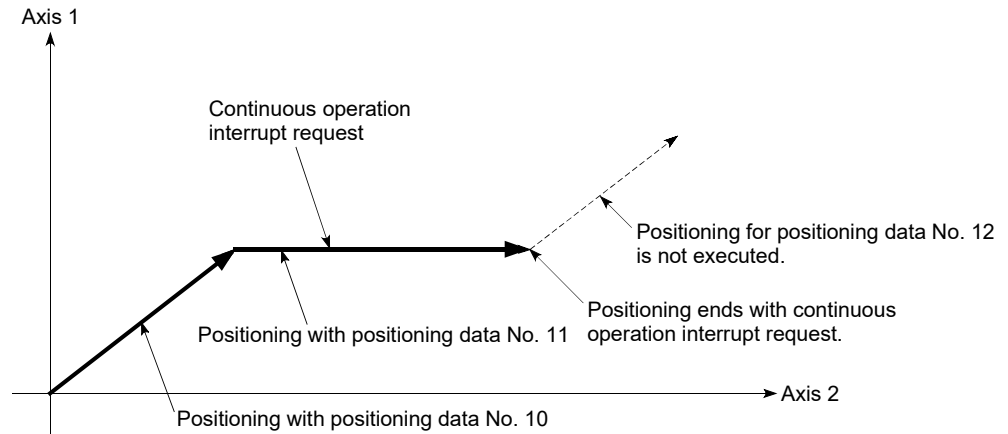 Axis 1
Continuous operation
interrupt request
Positioning for positioning data No. 12
is not executed.
Positioning ends with continuous
operation interrupt request.
Positioning with positioning data No. 11
Axis 2
Positioning with positioning data No. 10